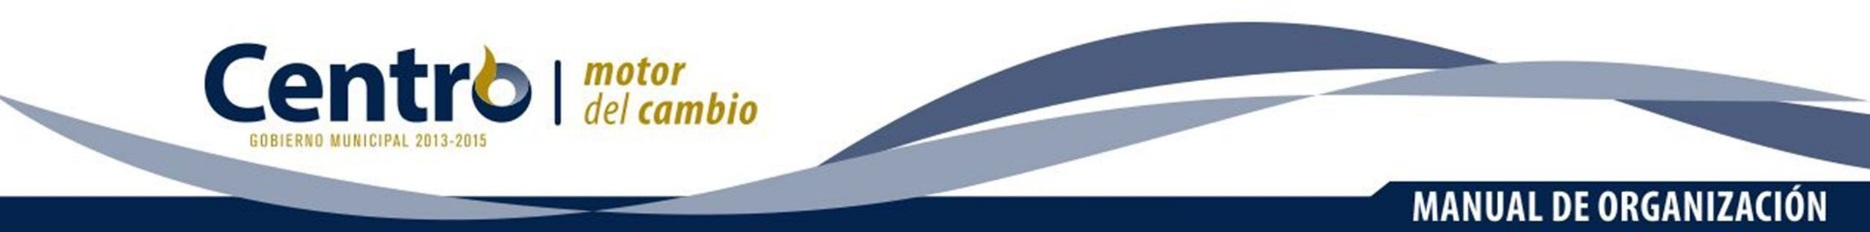 Centro
motor
del cambio
GOBIERNO MUNICIPAL 2013-2015
MANUAL DE ORGANIZACIÓN